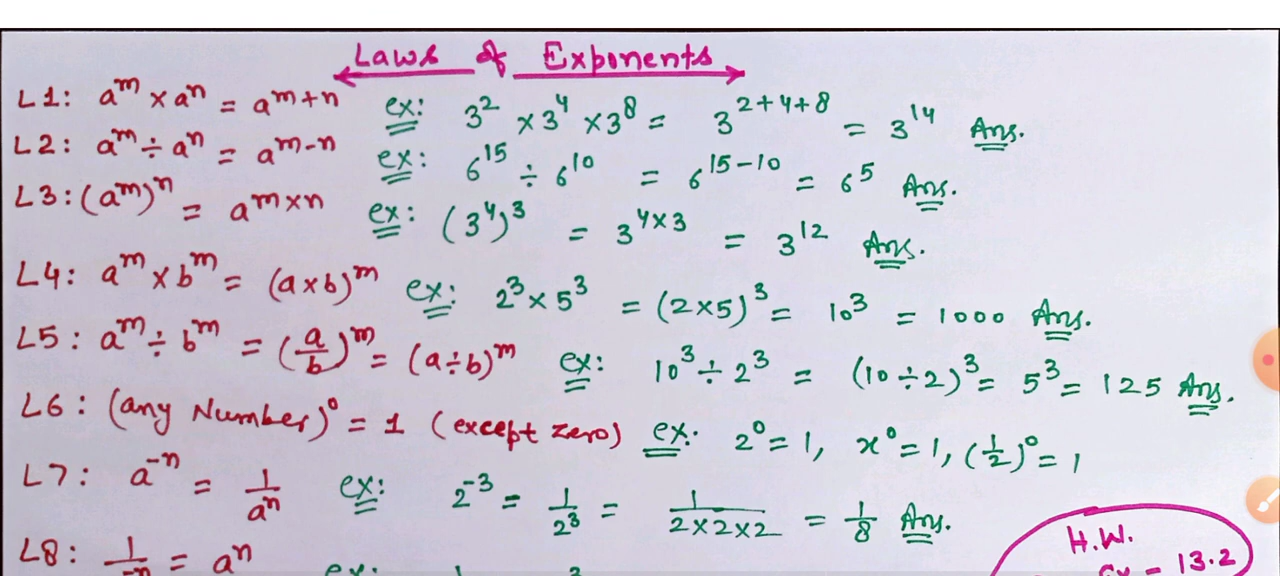 Laws of Exponents
L1: a^m × a^n = a^(m+n) ex: 3^2 × 3^4 × 3^8 = 3^(2+4+8) = 3^14 Ans.
L2: a^m ÷ a^n = a^(m-n) ex: 6^15 ÷ 6^10 = 6^(15-10) = 6^5 Ans.
L3: (a^m)^n = a^(m×n) ex: (3^4)^3 = 3^(4×3) = 3^12 Ans.
L4: a^m × b^m = (a×b)^m ex: 2^3 × 5^3 = (2×5)^3 = 10^3 = 1000 Ans.
L5: a^m ÷ b^m = (a/b)^m = (a÷b)^m ex: 10^3 ÷ 2^3 = (10÷2)^3 = 5^3 = 125 Ans.
L6: (any Number)^0 = 1 (except zero) ex: 2^0 = 1, x^0 = 1, (1/2)^0 = 1
L7: a^-n = 1/a^n ex: 2^-3 = 1/2^3 = 1/(2×2×2) = 1/8 Ans.
H.W.
L8: 1/a^-n = a^n ex:
Ex - 13.2